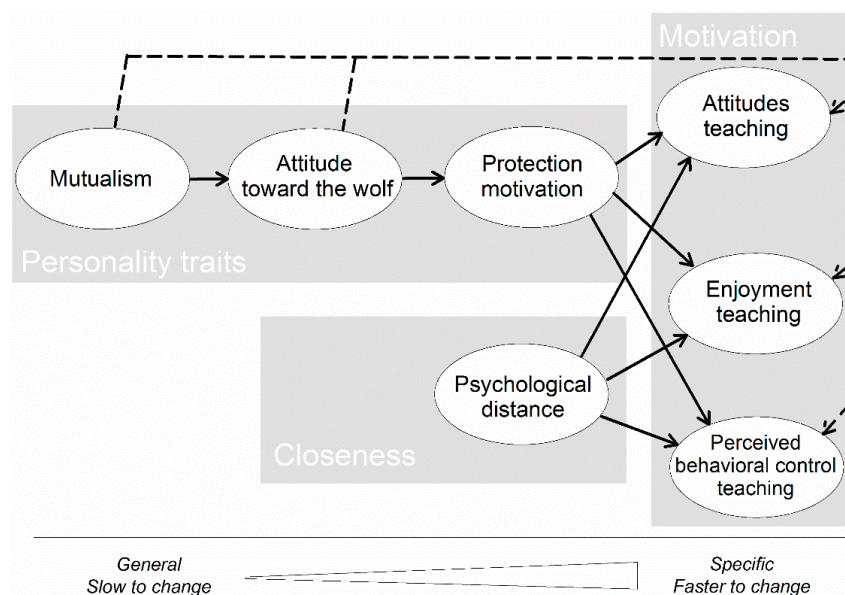 Motivation
Attitudes
teaching
Mutualism
Attitude
toward the wolf
Protection
motivation
Personality traits
Enjoyment
teaching
Psychological
distance
Closeness
Perceived
behavioral control
teaching
General
Slow to change
Specific
Faster to change